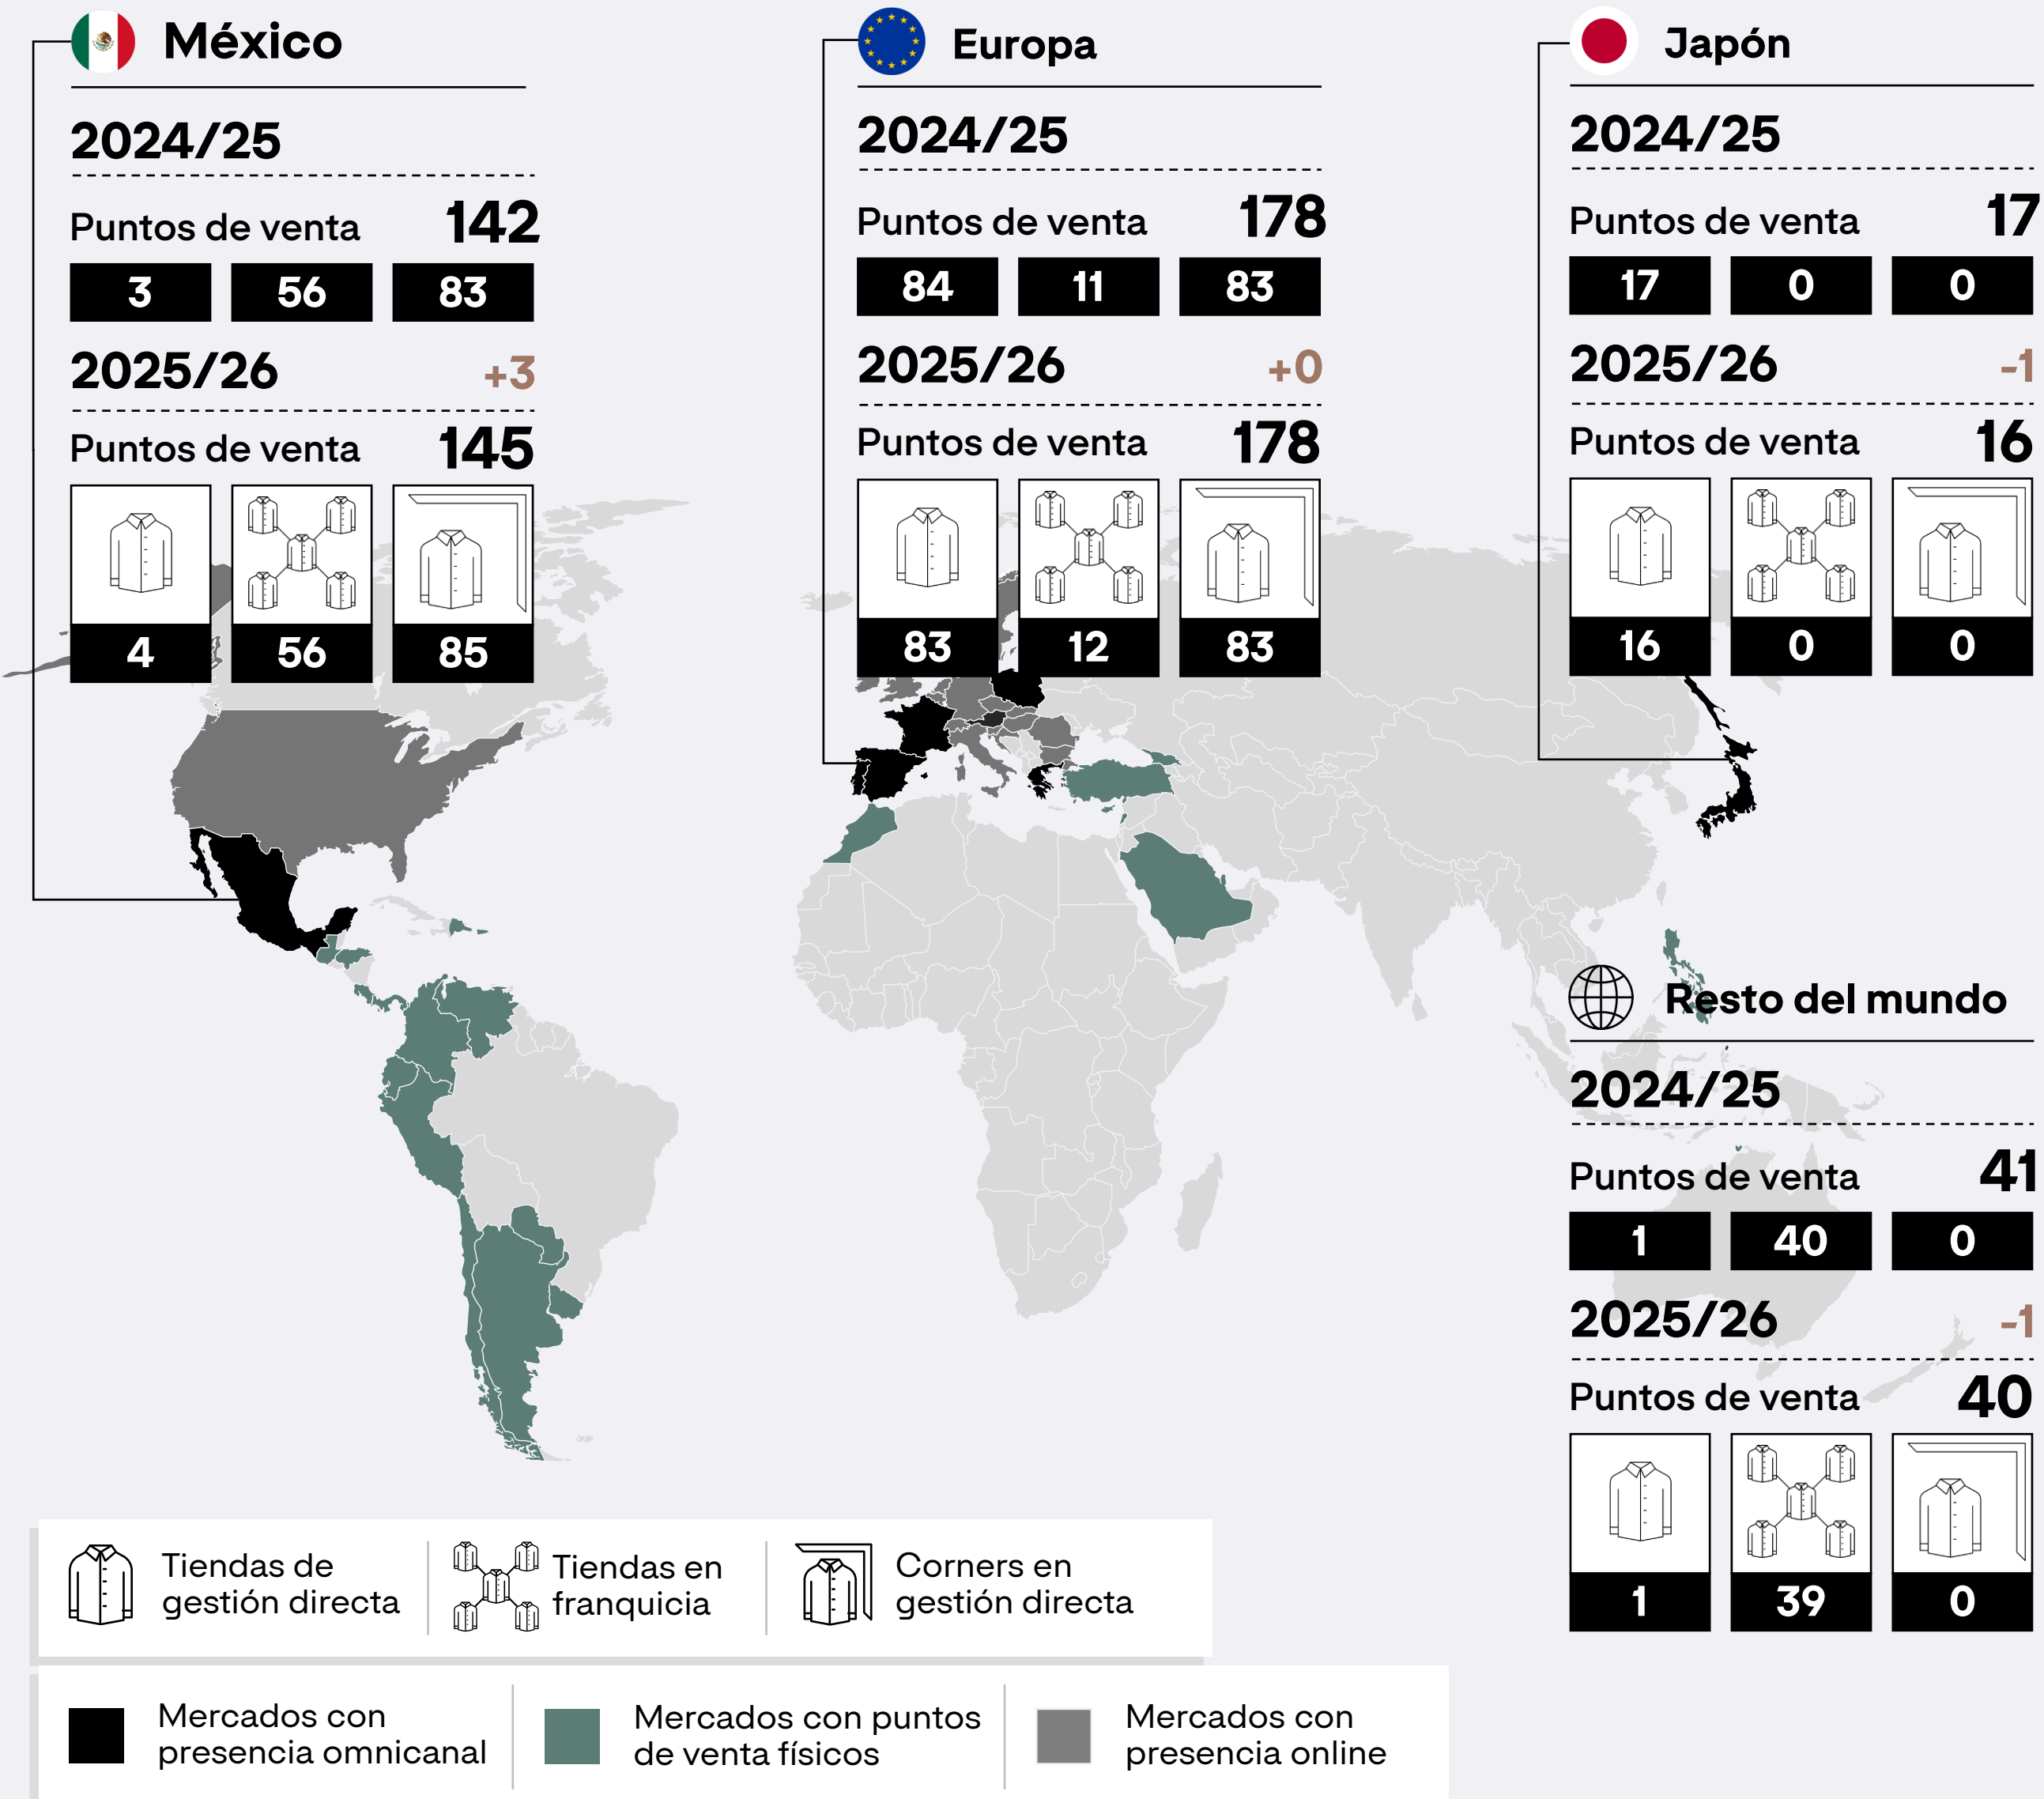 México
2024/25
Puntos de venta 142
3 56 83
2025/26 +3
Puntos de venta 145
4 56 85
Europa
2024/25
Puntos de venta 178
84 11 83
2025/26 +0
Puntos de venta 178
83 12 83
Japón
2024/25
Puntos de venta 17
17 0 0
2025/26 -1
Puntos de venta 16
16 0 0
Resto del mundo
2024/25
Puntos de venta 41
1 40 0
2025/26 -1
Puntos de venta 40
1 39 0
Tiendas de
gestión directa
Tiendas en
franquicia
Corners en
gestión directa
Mercados con
presencia omnicanal
Mercados con puntos
de venta físicos
Mercados con
presencia online